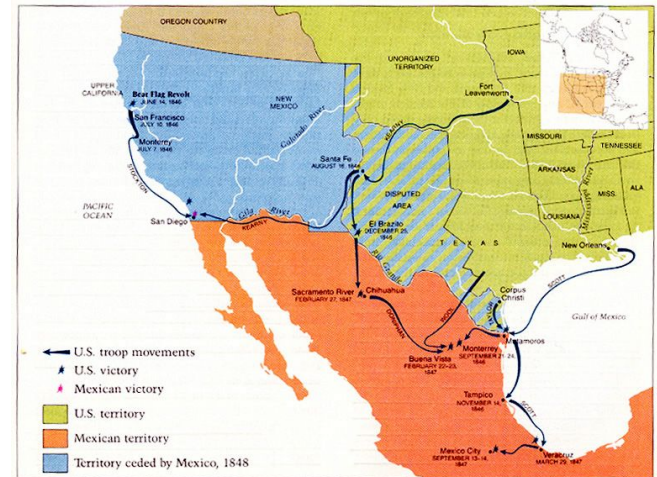 OREGON COUNTRY
UNORGANIZED
TERRITORY
IOWA
UPPER
CALIFORNIA
Bear Flag Revolt
JUNE 14, 1846
San Francisco
JULY 10, 1846
Monterey
JULY 7, 1846
NEW
MEXICO
Colorado River
Fort
Leavenworth
KEARNY
MISSOURI
TENNESSEE
Santa Fe
AUGUST 16, 1846
ARKANSAS
Mississippi River
MISS.
ALA
STOCKTON
DISPUTED
AREA
PACIFIC
OCEAN
San Diego
Gila River
KEARNY
El Brazito
DECEMBER 25,
1846
LOUISIANA
New Orleans
TEXAS
Rio Grande
Sacramento River
FEBRUARY 27, 1847
Chihuahua
Corpus
Christi
SCOTT
Gulf of Mexico
DONIPHAN
WOOL
Matamoros
Monterrey
SEPTEMBER 21-24,
1846
Buena Vista
FEBRUARY 22-23,
1847
Tampico
NOVEMBER 14,
1846
SCOTT
Mexico City
SEPTEMBER 13-14,
1847
Veracruz
MARCH 29, 1847
U.S. troop movements
U.S. victory
Mexican victory
U.S. territory
Mexican territory
Territory ceded by Mexico, 1848